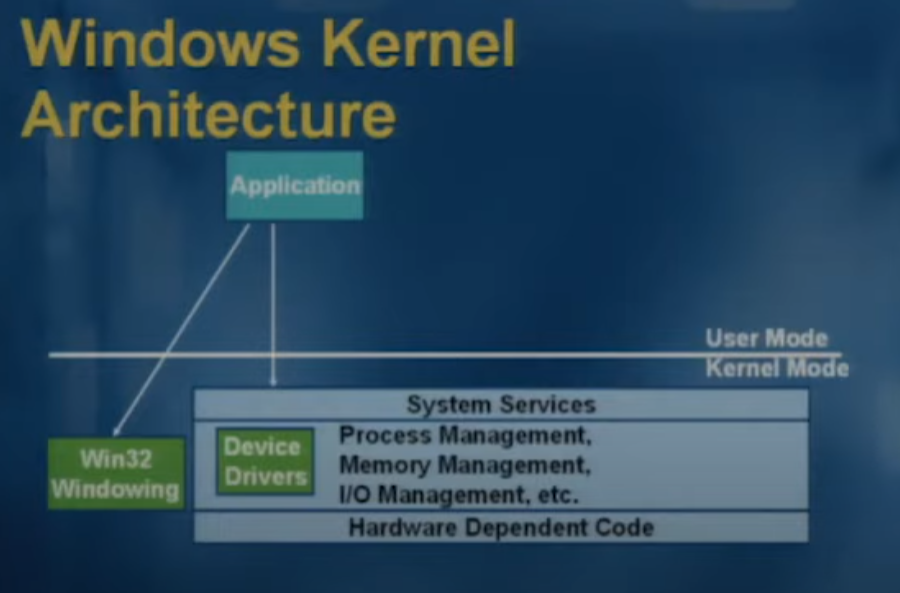 Windows Kernel
Architecture
Application
User Mode
Kernel Mode
System Services
Win32
Windowing
Device
Drivers
Process Management,
Memory Management,
I/O Management, etc.
Hardware Dependent Code